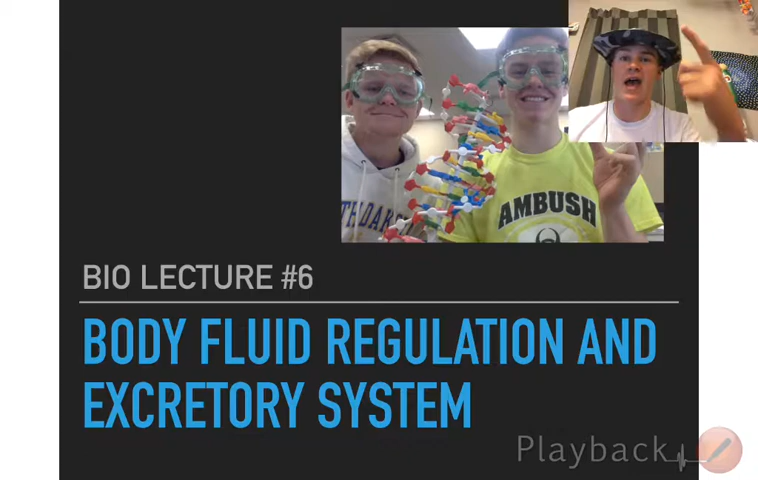 AMBUSH
BIO LECTURE #6
BODY FLUID REGULATION AND
EXCRETORY SYSTEM
Playback